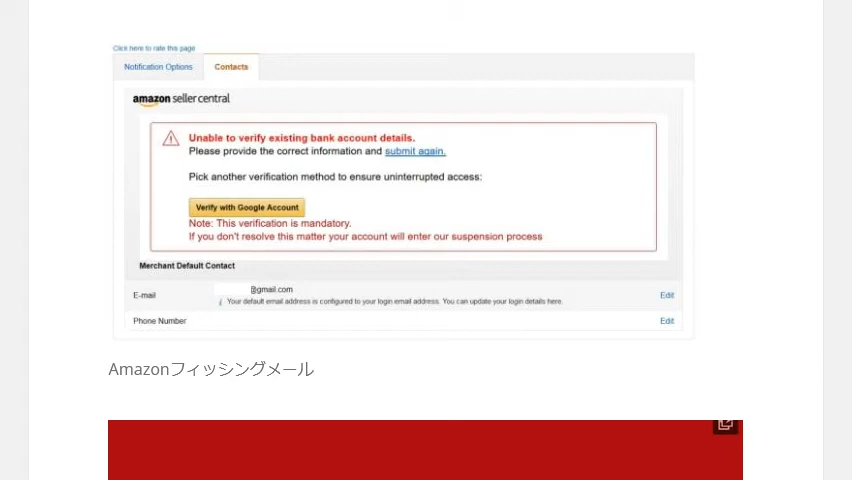 Click here to rate this page
Notification Options
Contacts
amazon seller central
Unable to verify existing bank account details.
Please provide the correct information and submit again.
Pick another verification method to ensure uninterrupted access:
Verify with Google Account
Note: This verification is mandatory.
If you don't resolve this matter your account will enter our suspension process
Merchant Default Contact
E-mail
@gmail.com
Edit
Your default email address is configured to your login email address. You can update your login details here.
Phone Number
Edit
Amazonフィッシングメール